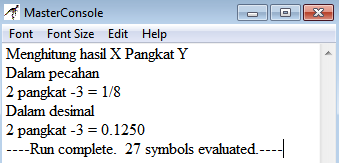 MasterConsole
Font Font Size Edit Help
Menghitung hasil X Pangkat Y
Dalam pecahan
2 pangkat -3 = 1/8
Dalam desimal
2 pangkat -3 = 0.1250
----Run complete.  27 symbols evaluated.----